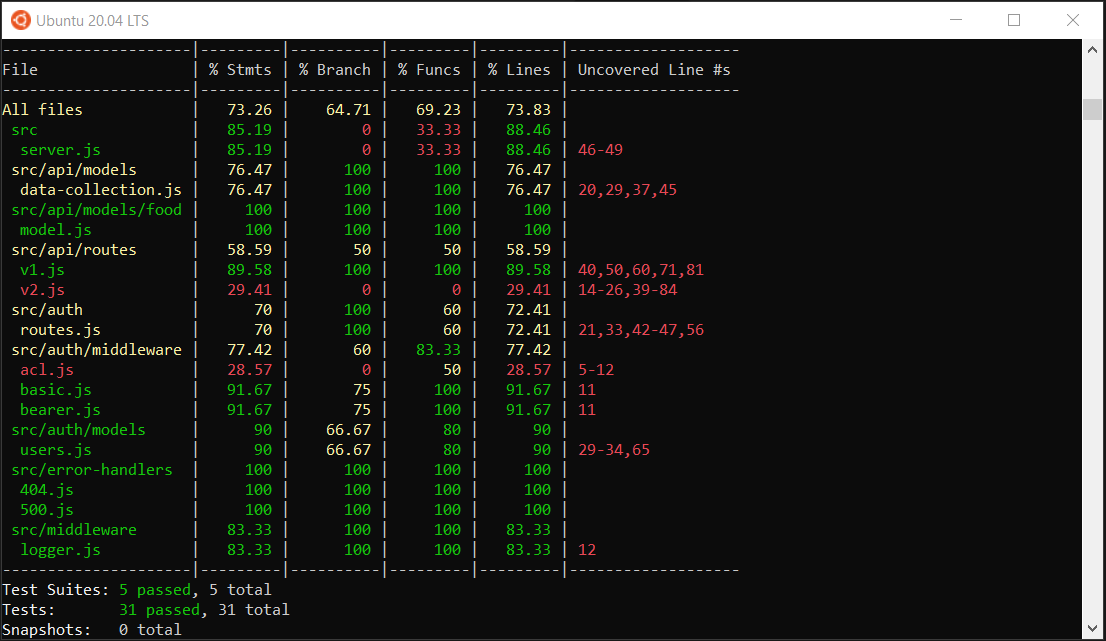 Ubuntu 20.04 LTS
---------------------|---------|----------|---------|---------|-------------------
File                 | % Stmts | % Branch | % Funcs | % Lines | Uncovered Line #s
---------------------|---------|----------|---------|---------|-------------------
All files            |   73.26 |    64.71 |   69.23 |   73.83 |
 src                 |   85.19 |        0 |   33.33 |   88.46 |
  server.js          |   85.19 |        0 |   33.33 |   88.46 | 46-49
 src/api/models      |   76.47 |      100 |     100 |   76.47 |
  data-collection.js |   76.47 |      100 |     100 |   76.47 | 20,29,37,45
 src/api/models/food |     100 |      100 |     100 |     100 |
  model.js           |     100 |      100 |     100 |     100 |
 src/api/routes      |   58.59 |       50 |      50 |   58.59 |
  v1.js              |   89.58 |      100 |     100 |   89.58 | 40,50,60,71,81
  v2.js              |   29.41 |        0 |       0 |   29.41 | 14-26,39-84
 src/auth            |      70 |      100 |      60 |   72.41 |
  routes.js          |      70 |      100 |      60 |   72.41 | 21,33,42-47,56
 src/auth/middleware |   77.42 |       60 |   83.33 |   77.42 |
  acl.js             |   28.57 |        0 |      50 |   28.57 | 5-12
  basic.js           |   91.67 |       75 |     100 |   91.67 | 11
  bearer.js          |   91.67 |       75 |     100 |   91.67 | 11
 src/auth/models     |      90 |    66.67 |      80 |      90 |
  users.js           |      90 |    66.67 |      80 |      90 | 29-34,65
 src/error-handlers  |     100 |      100 |     100 |     100 |
  404.js             |     100 |      100 |     100 |     100 |
  500.js             |     100 |      100 |     100 |     100 |
 src/middleware      |   83.33 |      100 |     100 |   83.33 |
  logger.js          |   83.33 |      100 |     100 |   83.33 | 12
---------------------|---------|----------|---------|---------|-------------------
Test Suites: 5 passed, 5 total
Tests:       31 passed, 31 total
Snapshots:   0 total